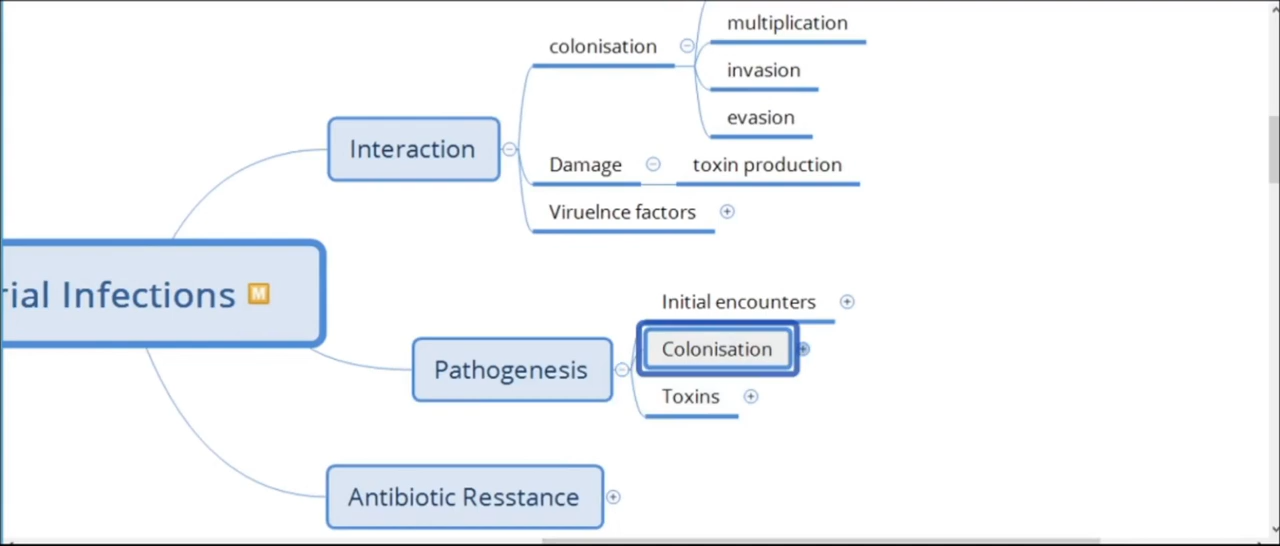 multiplication
colonisation
invasion
evasion
Interaction
Damage
toxin production
Viruelnce factors
rial Infections M
Initial encounters
Colonisation
Pathogenesis
Toxins
Antibiotic Resstance